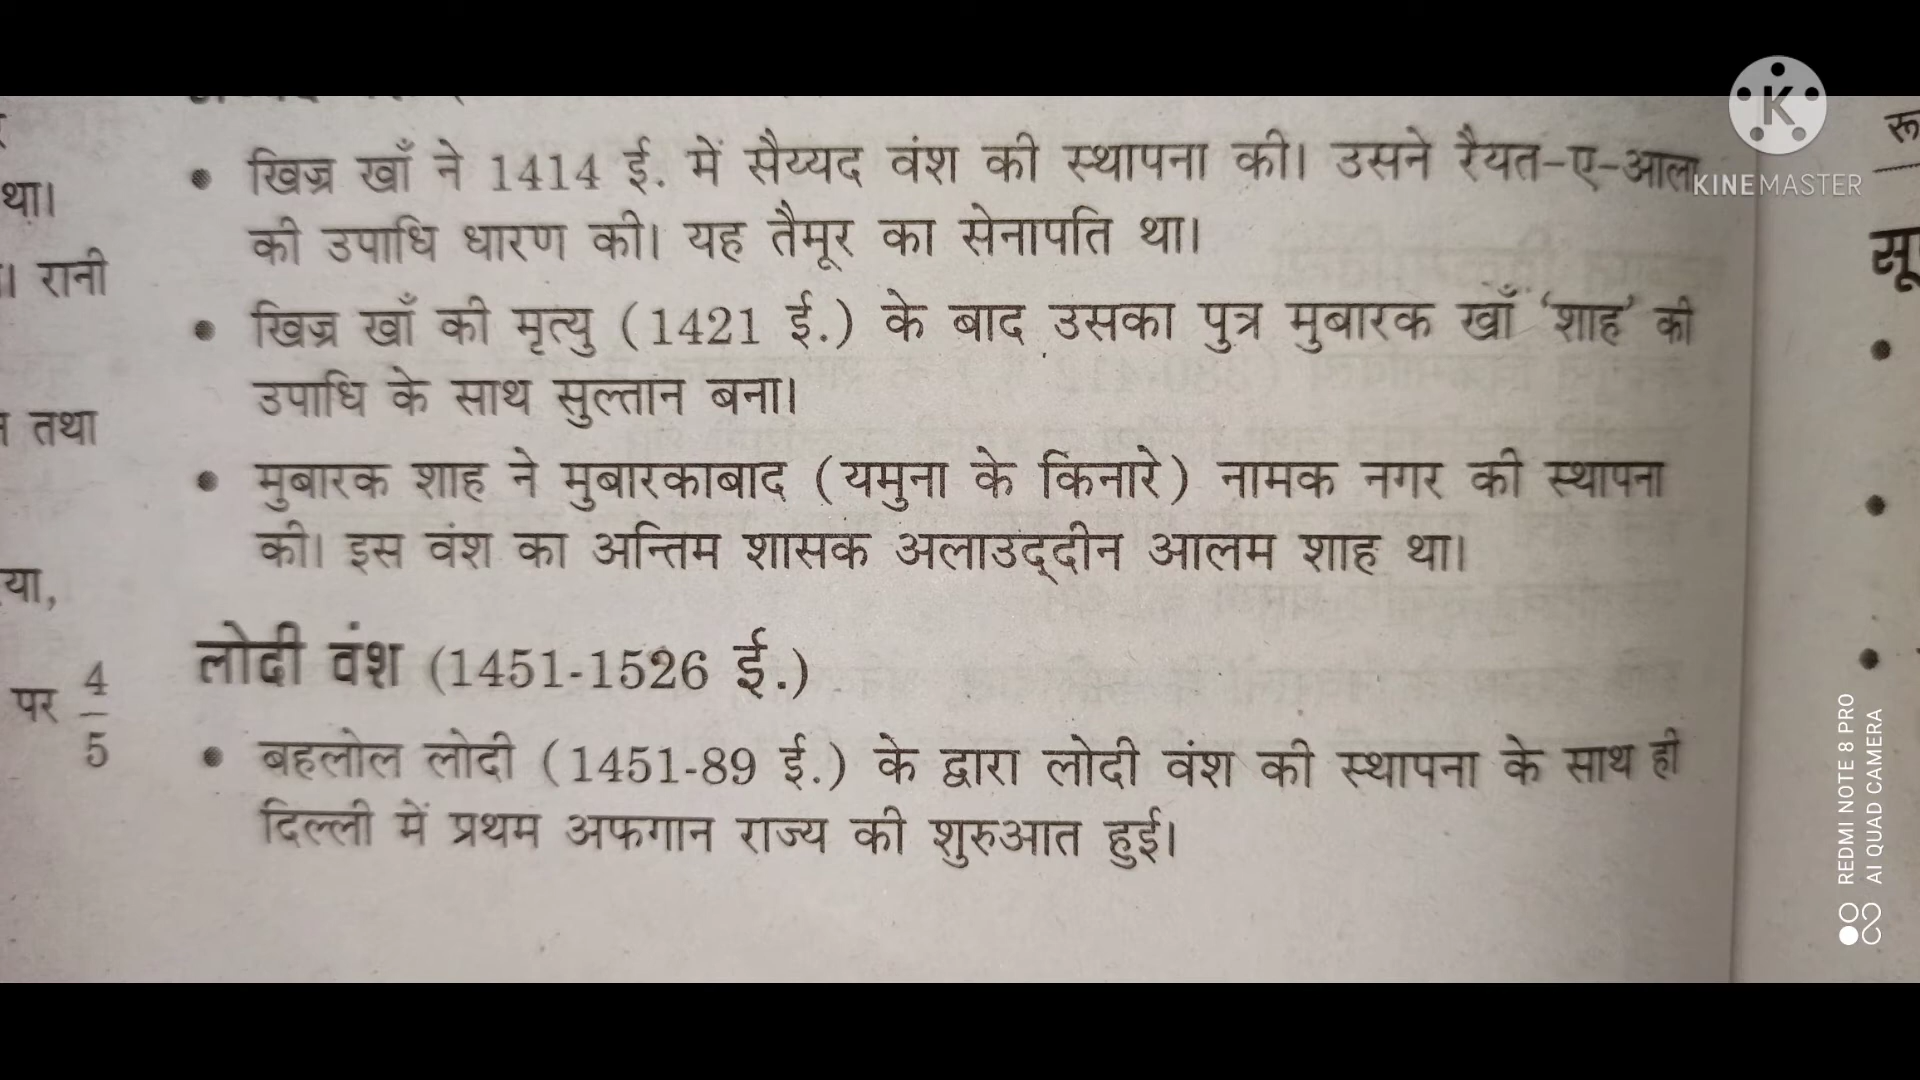 खिज्र खाँ ने 1414 ई. में सैय्यद वंश की स्थापना की। उसने रैयत-ए-आला
की उपाधि धारण की। यह तैमूर का सेनापति था।
खिज्र खाँ की मृत्यु (1421 ई.) के बाद उसका पुत्र मुबारक खाँ ‘शाह’ की
उपाधि के साथ सुल्तान बना।
मुबारक शाह ने मुबारकाबाद (यमुना के किनारे) नामक नगर की स्थापना
की। इस वंश का अन्तिम शासक अलाउद्दीन आलम शाह था।
लोदी वंश (1451-1526 ई.)
बहलोल लोदी (1451-89 ई.) के द्वारा लोदी वंश की स्थापना के साथ ही
दिल्ली में प्रथम अफगान राज्य की शुरुआत हुई।
था।
। रानी
तथा
या,
पर 4/5
K
KINEMASTER
REDMI NOTE 8 PRO
AI QUAD CAMERA